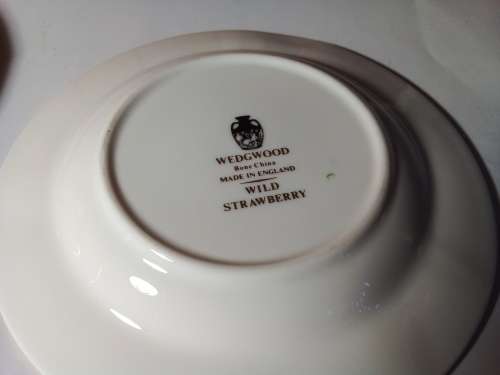 WEDGWOOD
Bone China
MADE IN ENGLAND
WILD
STRAWBERRY